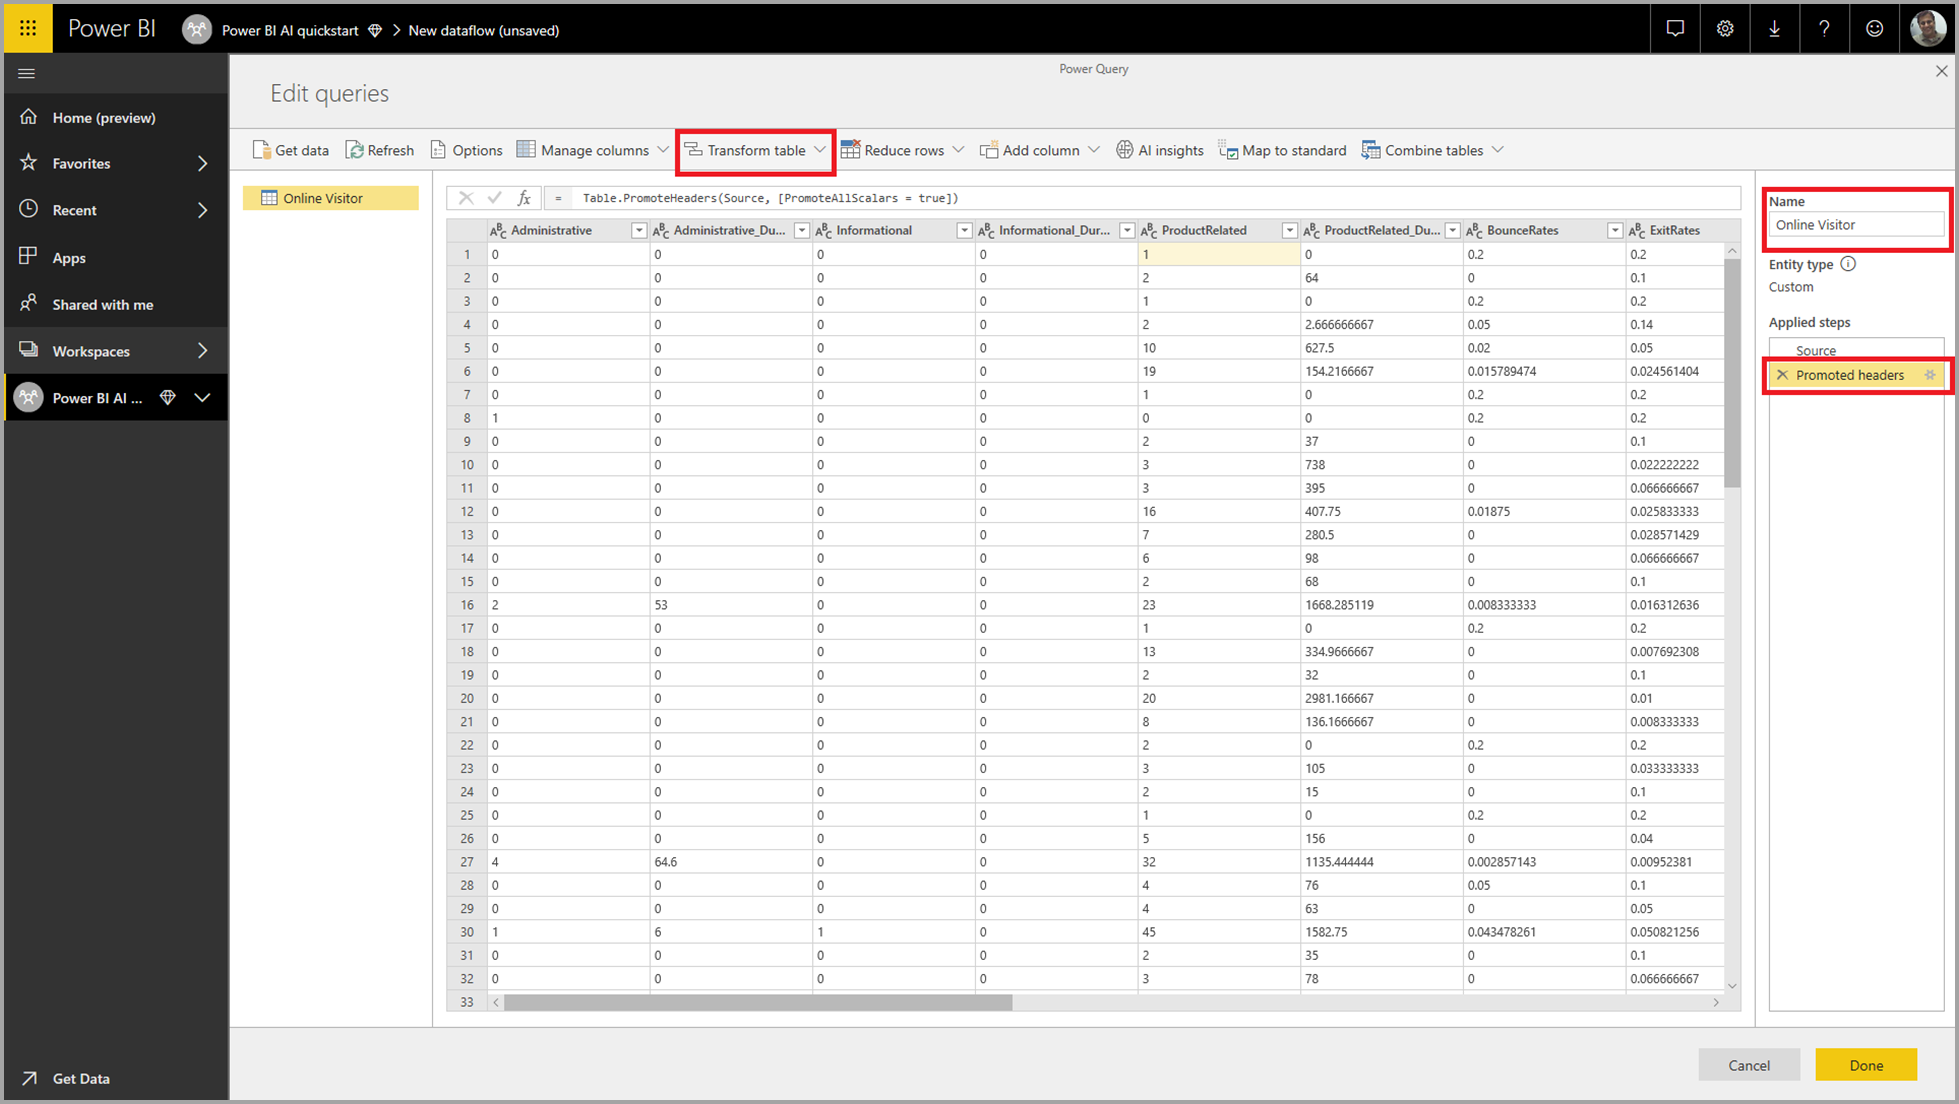 Power BI Power BI AI quickstart > New dataflow (unsaved) ?
Power Query
Edit queries
Home (preview)
Favorites
Recent
Apps
Shared with me
Workspaces
Power BI AI ...
Get Data
Get data Refresh Options Manage columns Transform table Reduce rows Add column AI insights Map to standard Combine tables
Online Visitor
fx = Table.PromoteHeaders(Source, [PromoteAllScalars = true])
ABC Administrative ABC Administrative_Du... ABC Informational ABC Informational_Dur... ABC ProductRelated ABC ProductRelated_Du... ABC BounceRates ABC ExitRates
1 0 0 0 0 1 0 0.2 0.2
2 0 0 0 0 2 64 0 0.1
3 0 0 0 0 1 0 0.2 0.2
4 0 0 0 0 2 2.666666667 0.05 0.14
5 0 0 0 0 10 627.5 0.02 0.05
6 0 0 0 0 19 154.2166667 0.015789474 0.024561404
7 0 0 0 0 1 0 0.2 0.2
8 1 0 0 0 0 0 0.2 0.2
9 0 0 0 0 2 37 0 0.1
10 0 0 0 0 3 738 0 0.022222222
11 0 0 0 0 3 395 0 0.066666667
12 0 0 0 0 16 407.75 0.01875 0.025833333
13 0 0 0 0 7 280.5 0 0.028571429
14 0 0 0 0 6 98 0 0.066666667
15 0 0 0 0 2 68 0 0.1
16 2 53 0 0 23 1668.285119 0.008333333 0.016312636
17 0 0 0 0 1 0 0.2 0.2
18 0 0 0 0 13 334.9666667 0 0.007692308
19 0 0 0 0 2 32 0 0.1
20 0 0 0 0 20 2981.166667 0 0.01
21 0 0 0 0 8 136.1666667 0 0.008333333
22 0 0 0 0 2 0 0.2 0.2
23 0 0 0 0 3 105 0 0.033333333
24 0 0 0 0 2 15 0 0.1
25 0 0 0 0 1 0 0.2 0.2
26 0 0 0 0 5 156 0 0.04
27 4 64.6 0 0 32 1135.444444 0.002857143 0.00952381
28 0 0 0 0 4 76 0.05 0.1
29 0 0 0 0 4 63 0 0.05
30 1 6 1 0 45 1582.75 0.043478261 0.050821256
31 0 0 0 0 2 35 0 0.1
32 0 0 0 0 3 78 0 0.066666667
33
Name
Online Visitor
Entity type
Custom
Applied steps
Source
Promoted headers
Cancel Done